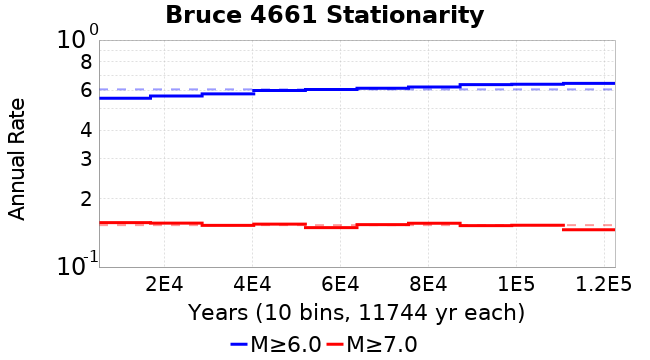 Bruce 4661 Stationarity
10^0
8
6
4
3
2
10^-1
Annual Rate
2E4 4E4 6E4 8E4 1E5 1.2E5
Years (10 bins, 11744 yr each)
M≥6.0 M≥7.0